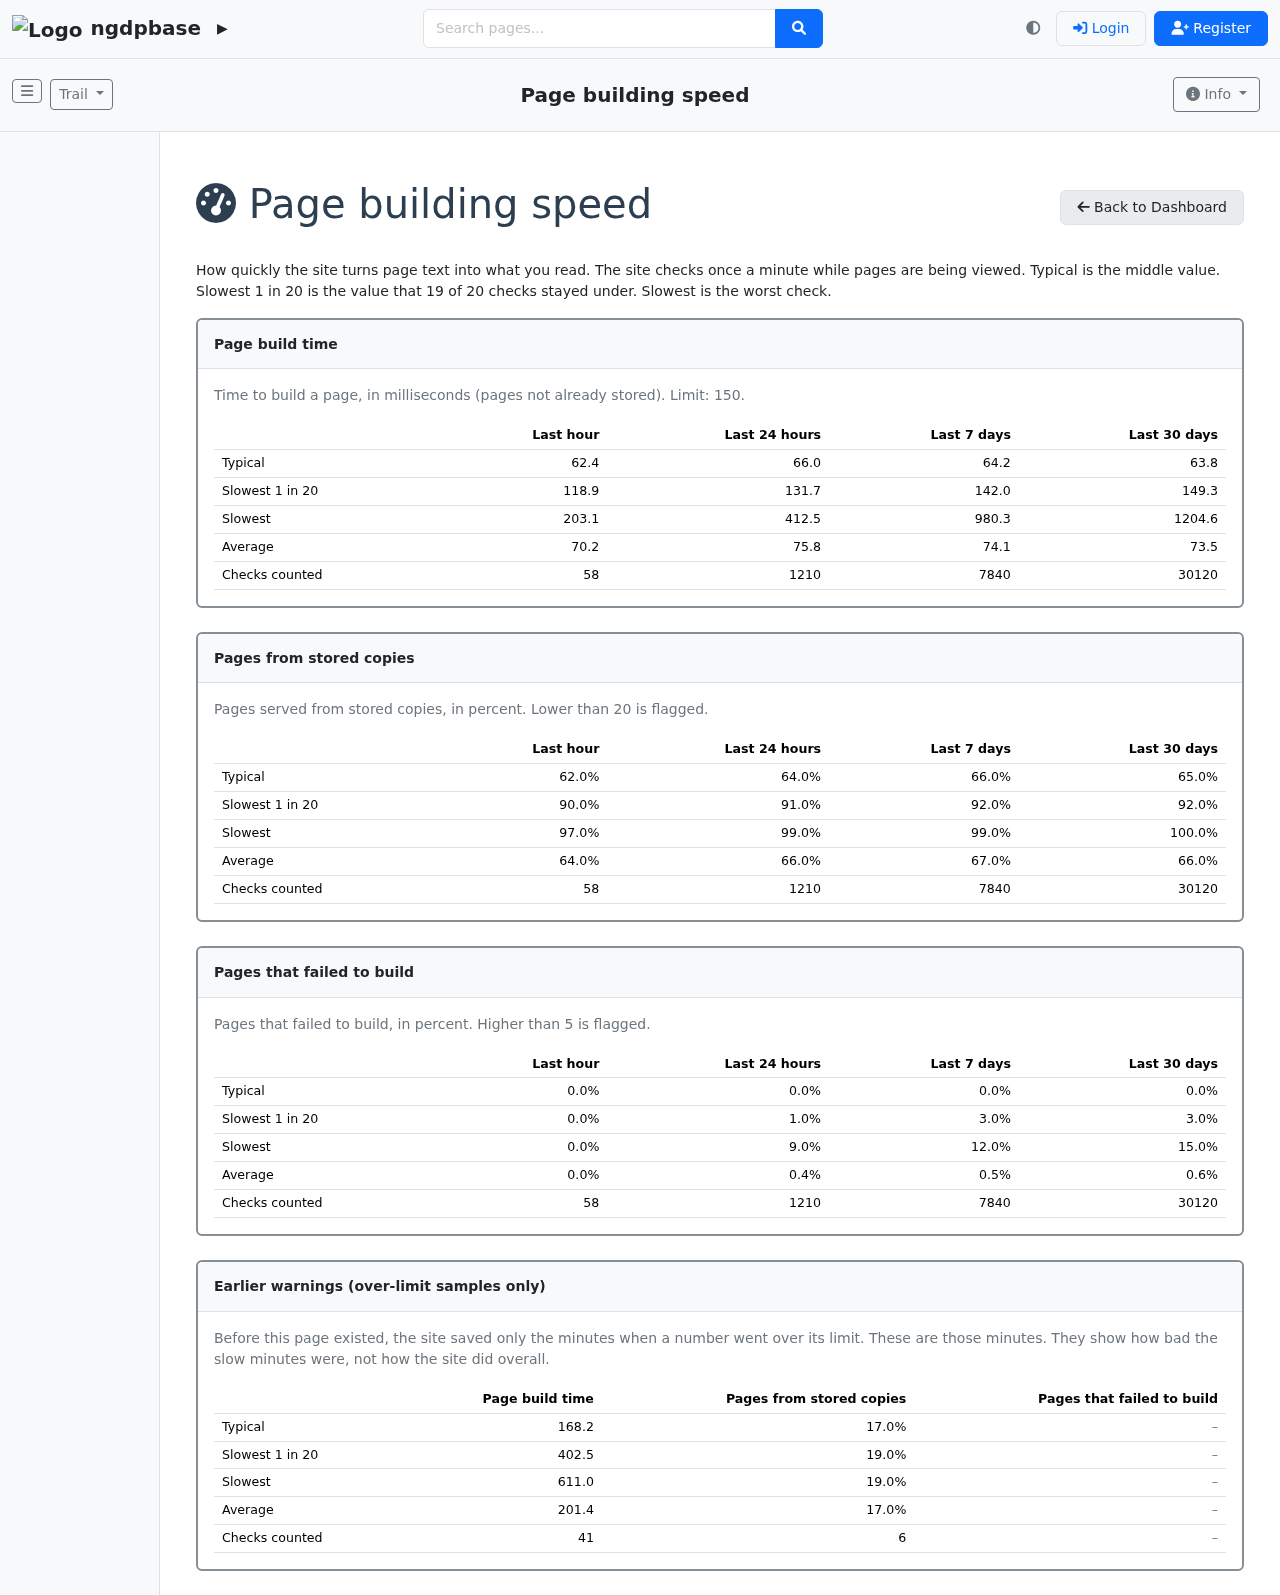 Logo ngdpbase ▶ Search pages... Login Register
Trail Page building speed Info
Page building speed Back to Dashboard
How quickly the site turns page text into what you read. The site checks once a minute while pages are being viewed. Typical is the middle value.
Slowest 1 in 20 is the value that 19 of 20 checks stayed under. Slowest is the worst check.
Page build time
Time to build a page, in milliseconds (pages not already stored). Limit: 150.
Last hour Last 24 hours Last 7 days Last 30 days
Typical 62.4 66.0 64.2 63.8
Slowest 1 in 20 118.9 131.7 142.0 149.3
Slowest 203.1 412.5 980.3 1204.6
Average 70.2 75.8 74.1 73.5
Checks counted 58 1210 7840 30120
Pages from stored copies
Pages served from stored copies, in percent. Lower than 20 is flagged.
Last hour Last 24 hours Last 7 days Last 30 days
Typical 62.0% 64.0% 66.0% 65.0%
Slowest 1 in 20 90.0% 91.0% 92.0% 92.0%
Slowest 97.0% 99.0% 99.0% 100.0%
Average 64.0% 66.0% 67.0% 66.0%
Checks counted 58 1210 7840 30120
Pages that failed to build
Pages that failed to build, in percent. Higher than 5 is flagged.
Last hour Last 24 hours Last 7 days Last 30 days
Typical 0.0% 0.0% 0.0% 0.0%
Slowest 1 in 20 0.0% 1.0% 3.0% 3.0%
Slowest 0.0% 9.0% 12.0% 15.0%
Average 0.0% 0.4% 0.5% 0.6%
Checks counted 58 1210 7840 30120
Earlier warnings (over-limit samples only)
Before this page existed, the site saved only the minutes when a number went over its limit. These are those minutes. They show how bad the
slow minutes were, not how the site did overall.
Page build time Pages from stored copies Pages that failed to build
Typical 168.2 17.0% –
Slowest 1 in 20 402.5 19.0% –
Slowest 611.0 19.0% –
Average 201.4 17.0% –
Checks counted 41 6 –